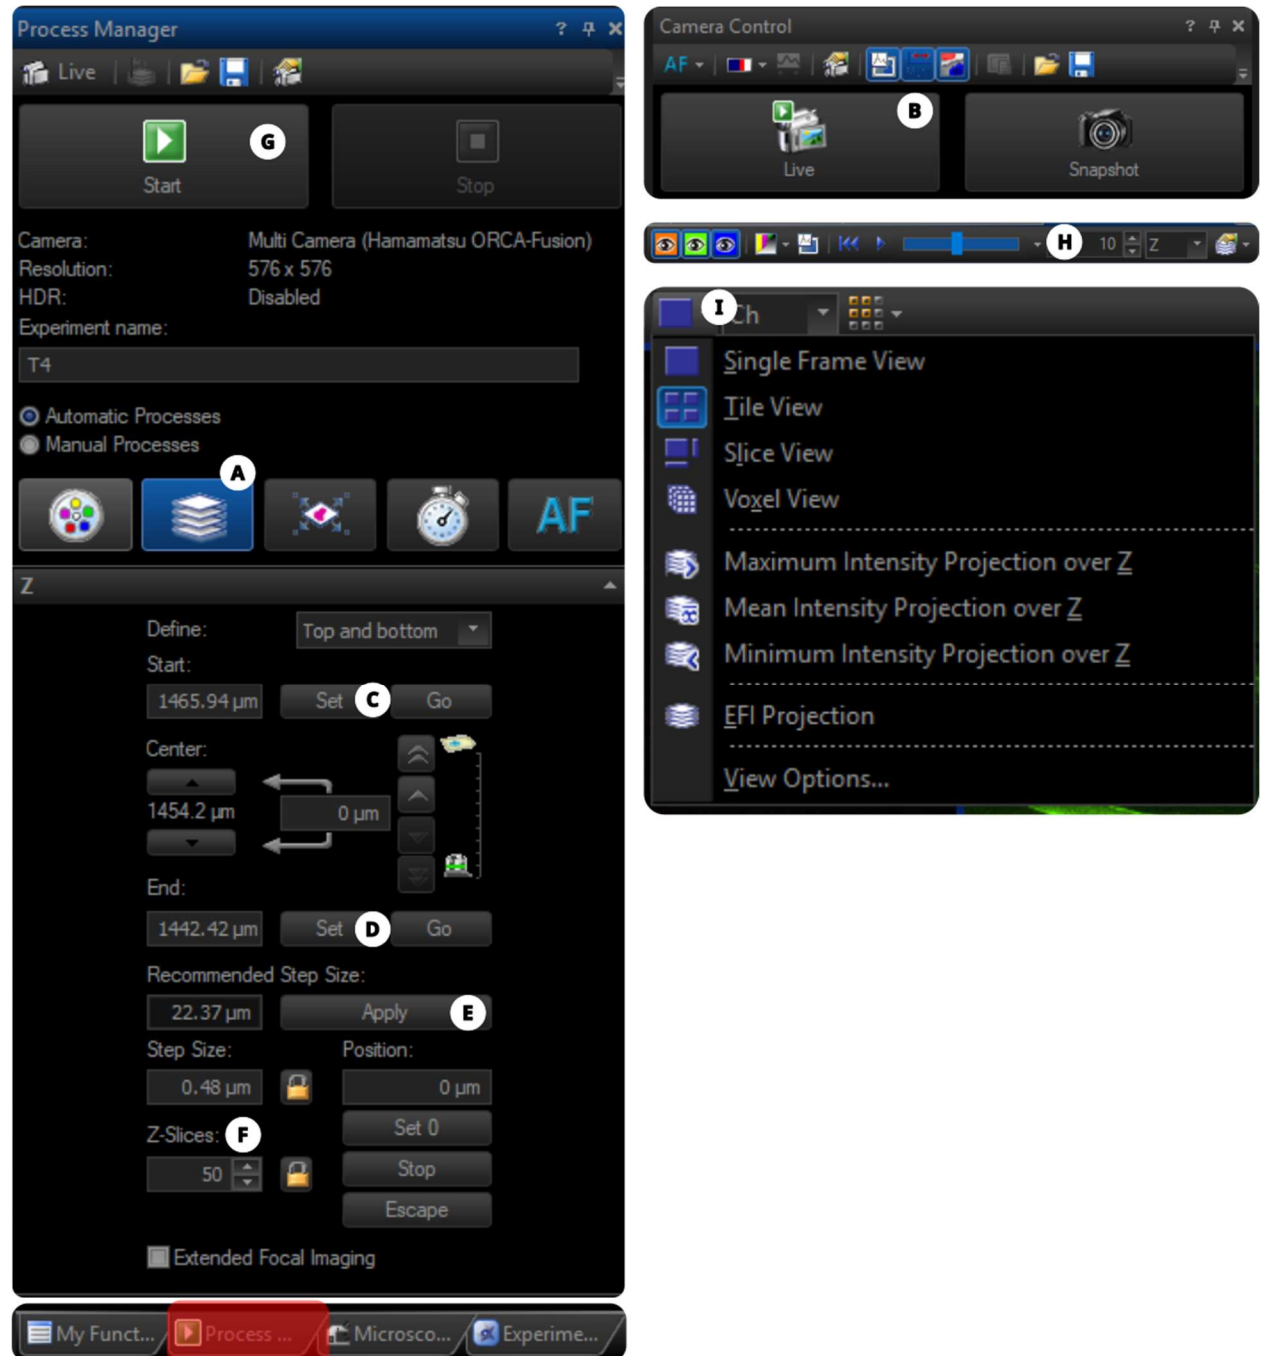 Process Manager ?
Live
Start G Stop
Camera: Multi Camera (Hamamatsu ORCA-Fusion)
Resolution: 576 x 576
HDR: Disabled
Experiment name:
T4
Automatic Processes
Manual Processes
A
AF
Z
Define: Top and bottom
Start:
1465.94 µm Set C Go
Center:
1454.2 µm 0 µm
End:
1442.42 µm Set D Go
Recommended Step Size:
22.37 µm Apply E
Step Size: Position:
0.48 µm 0 µm
Z-Slices: F Set 0
50 Stop
Escape
Extended Focal Imaging
My Funct... Process ... Microsco... Experime...
Camera Control ?
AF
B
Live Snapshot
H 10 Z
I Ch
Single Frame View
Tile View
Slice View
Voxel View
Maximum Intensity Projection over Z
Mean Intensity Projection over Z
Minimum Intensity Projection over Z
EFI Projection
View Options...